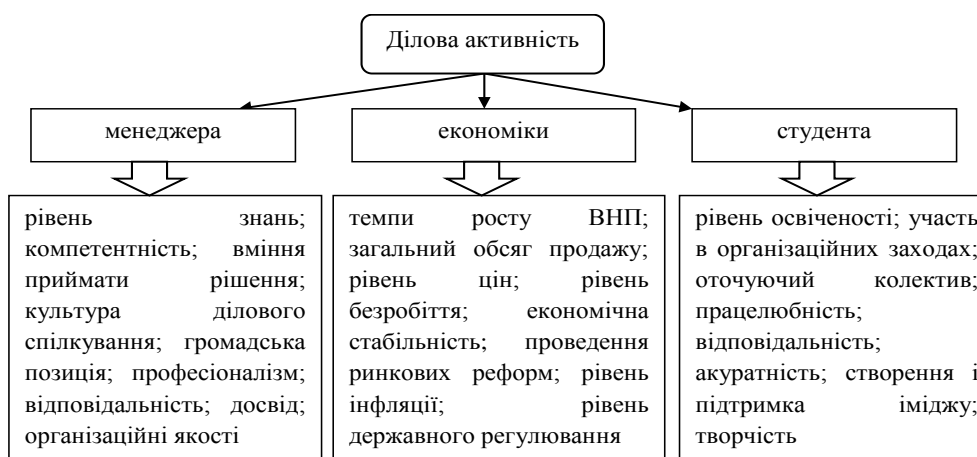 Ділова активність
менеджера
економіки
студента
рівень знань;
компетентність; вміння
приймати рішення;
культура ділового
спілкування; громадська
позиція; професіоналізм;
відповідальність; досвід;
організаційні якості
темпи росту ВНП;
загальний обсяг продажу;
рівень цін; рівень
безробіття; економічна
стабільність; проведення
ринкових реформ; рівень
інфляції; рівень
державного регулювання
рівень освіченості; участь
в організаційних заходах;
оточуючий колектив;
працелюбність;
відповідальність;
акуратність; створення і
підтримка іміджу;
творчість